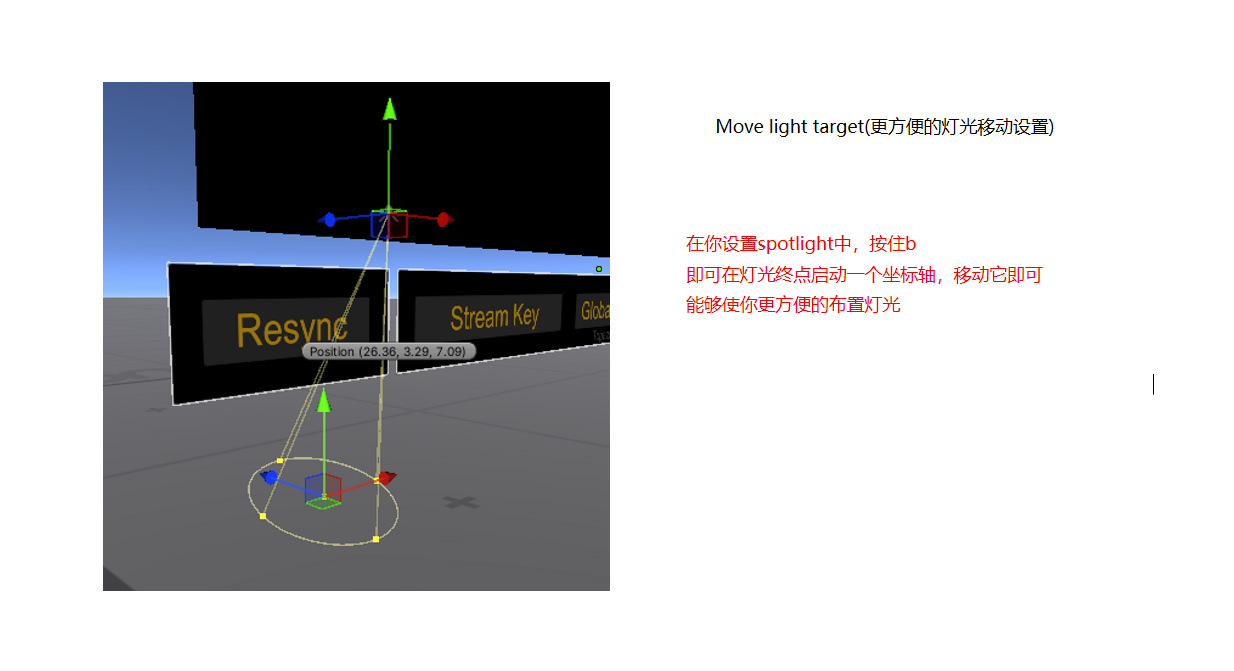 Move light target(更方便的灯光移动设置)
在你设置spotlight中，按住b
即可在灯光终点启动一个坐标轴，移动它即可
能够使你更方便的布置灯光
Resync
Stream Key
Globa
Position (26.36, 3.29, 7.09)